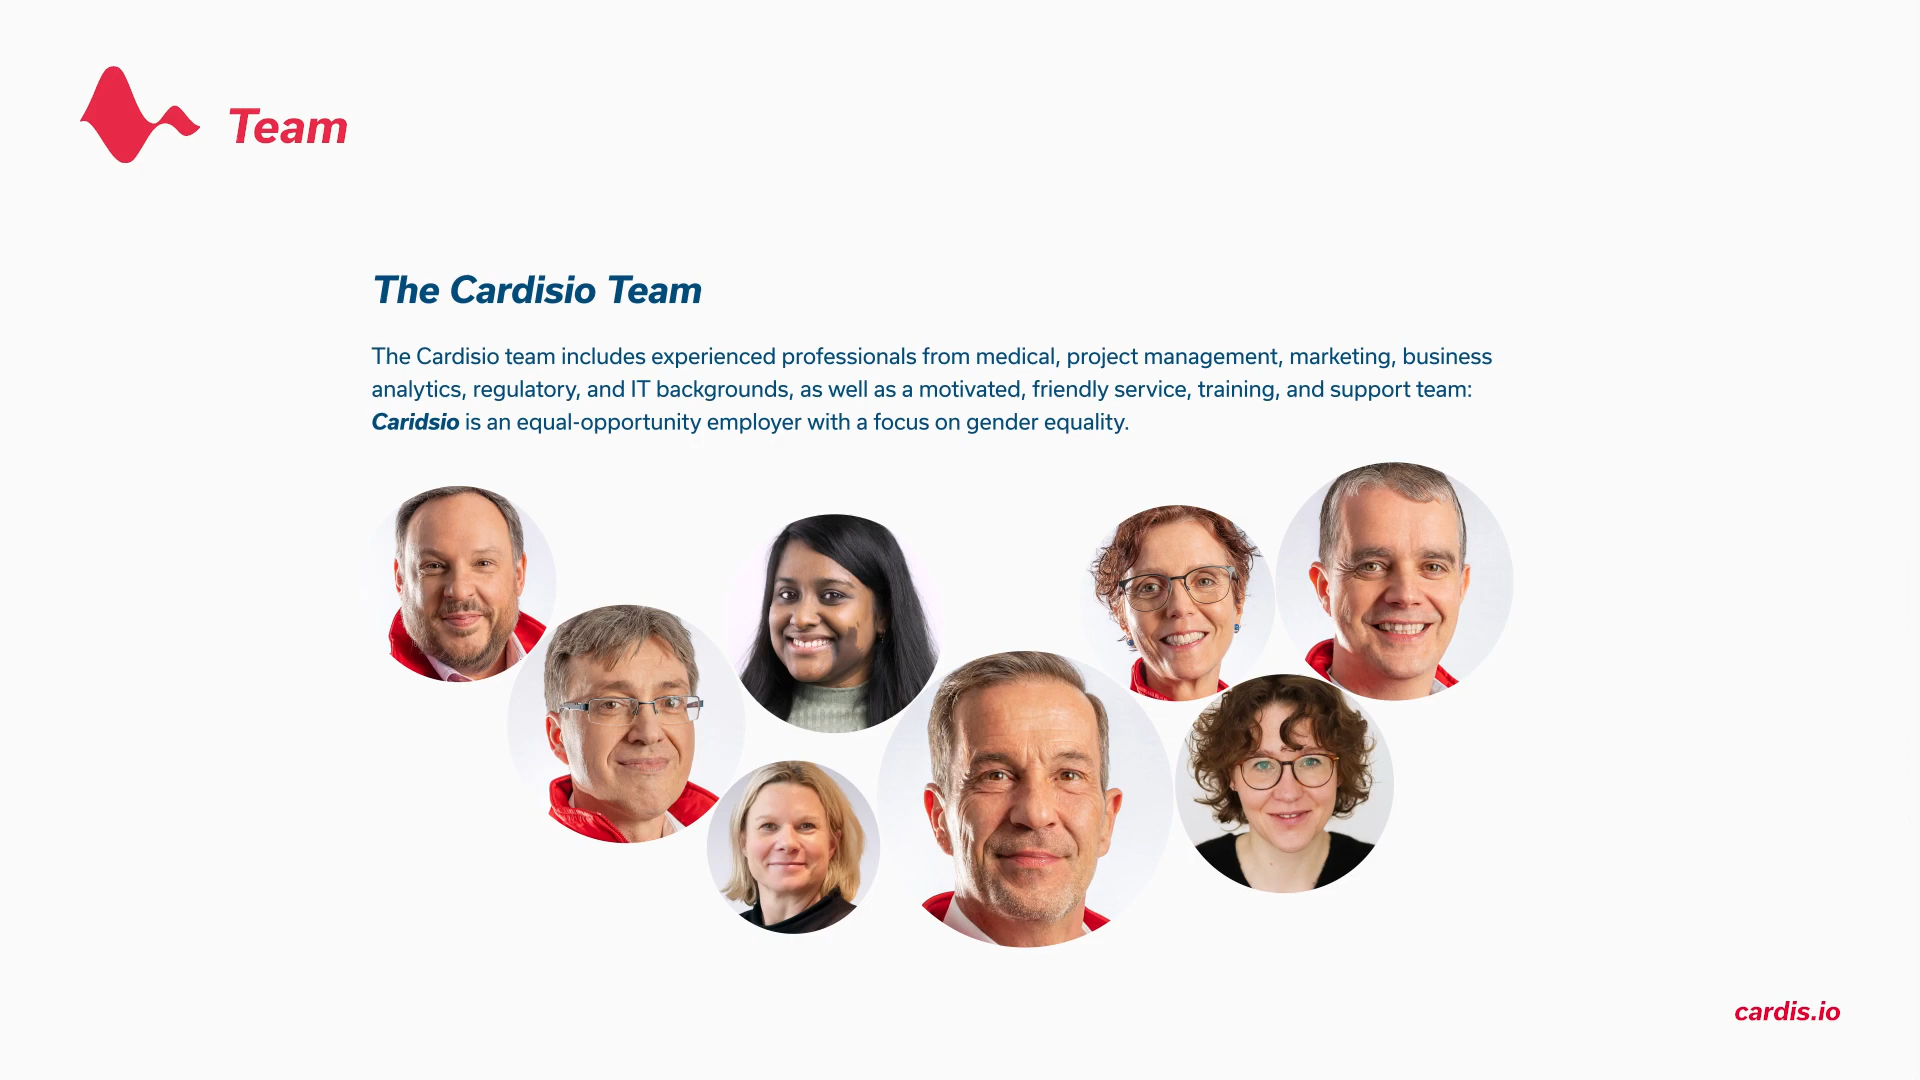 Team
The Cardisio Team
The Cardisio team includes experienced professionals from medical, project management, marketing, business
analytics, regulatory, and IT backgrounds, as well as a motivated, friendly service, training, and support team:
Caridsio is an equal-opportunity employer with a focus on gender equality.
cardis.io